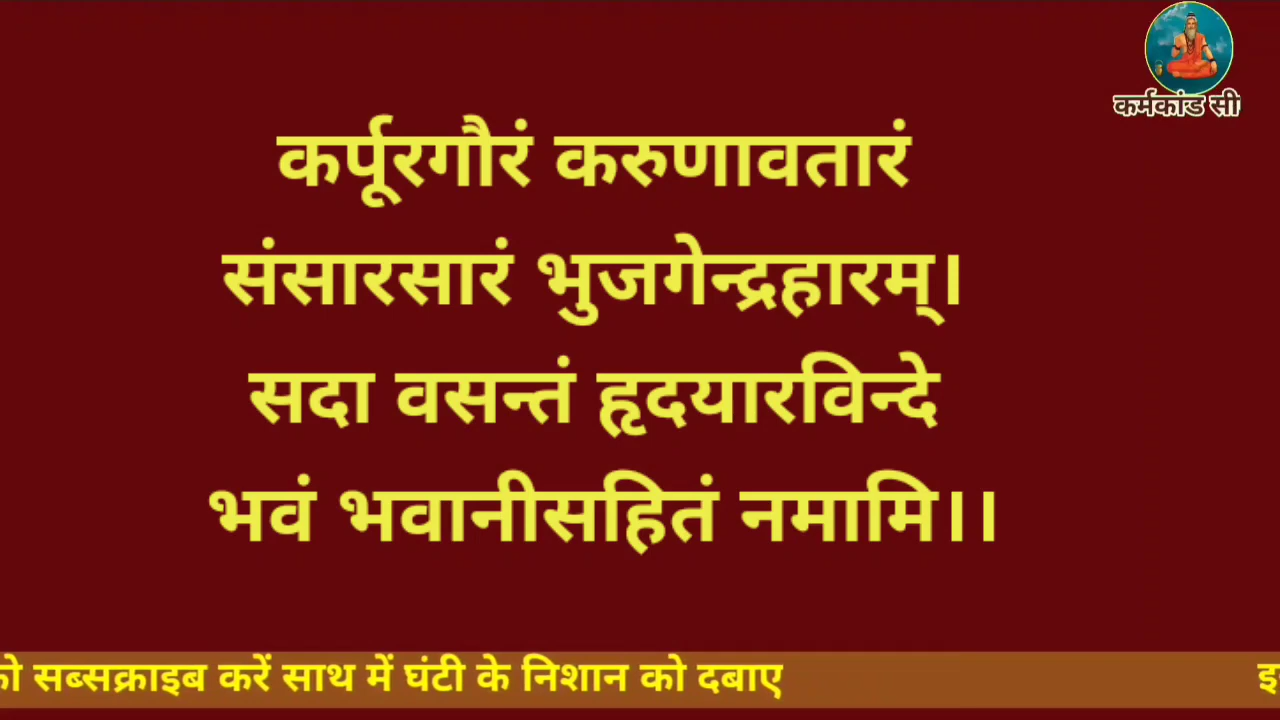 कर्मकांड सी
कर्पूरगौरं करुणावतारं
संसारसारं भुजगेन्द्रहारम्।
सदा वसन्तं हृदयारविन्दे
भवं भवानीसहितं नमामि।।
सब्सक्राइब करें साथ में घंटी के निशान को दबाए